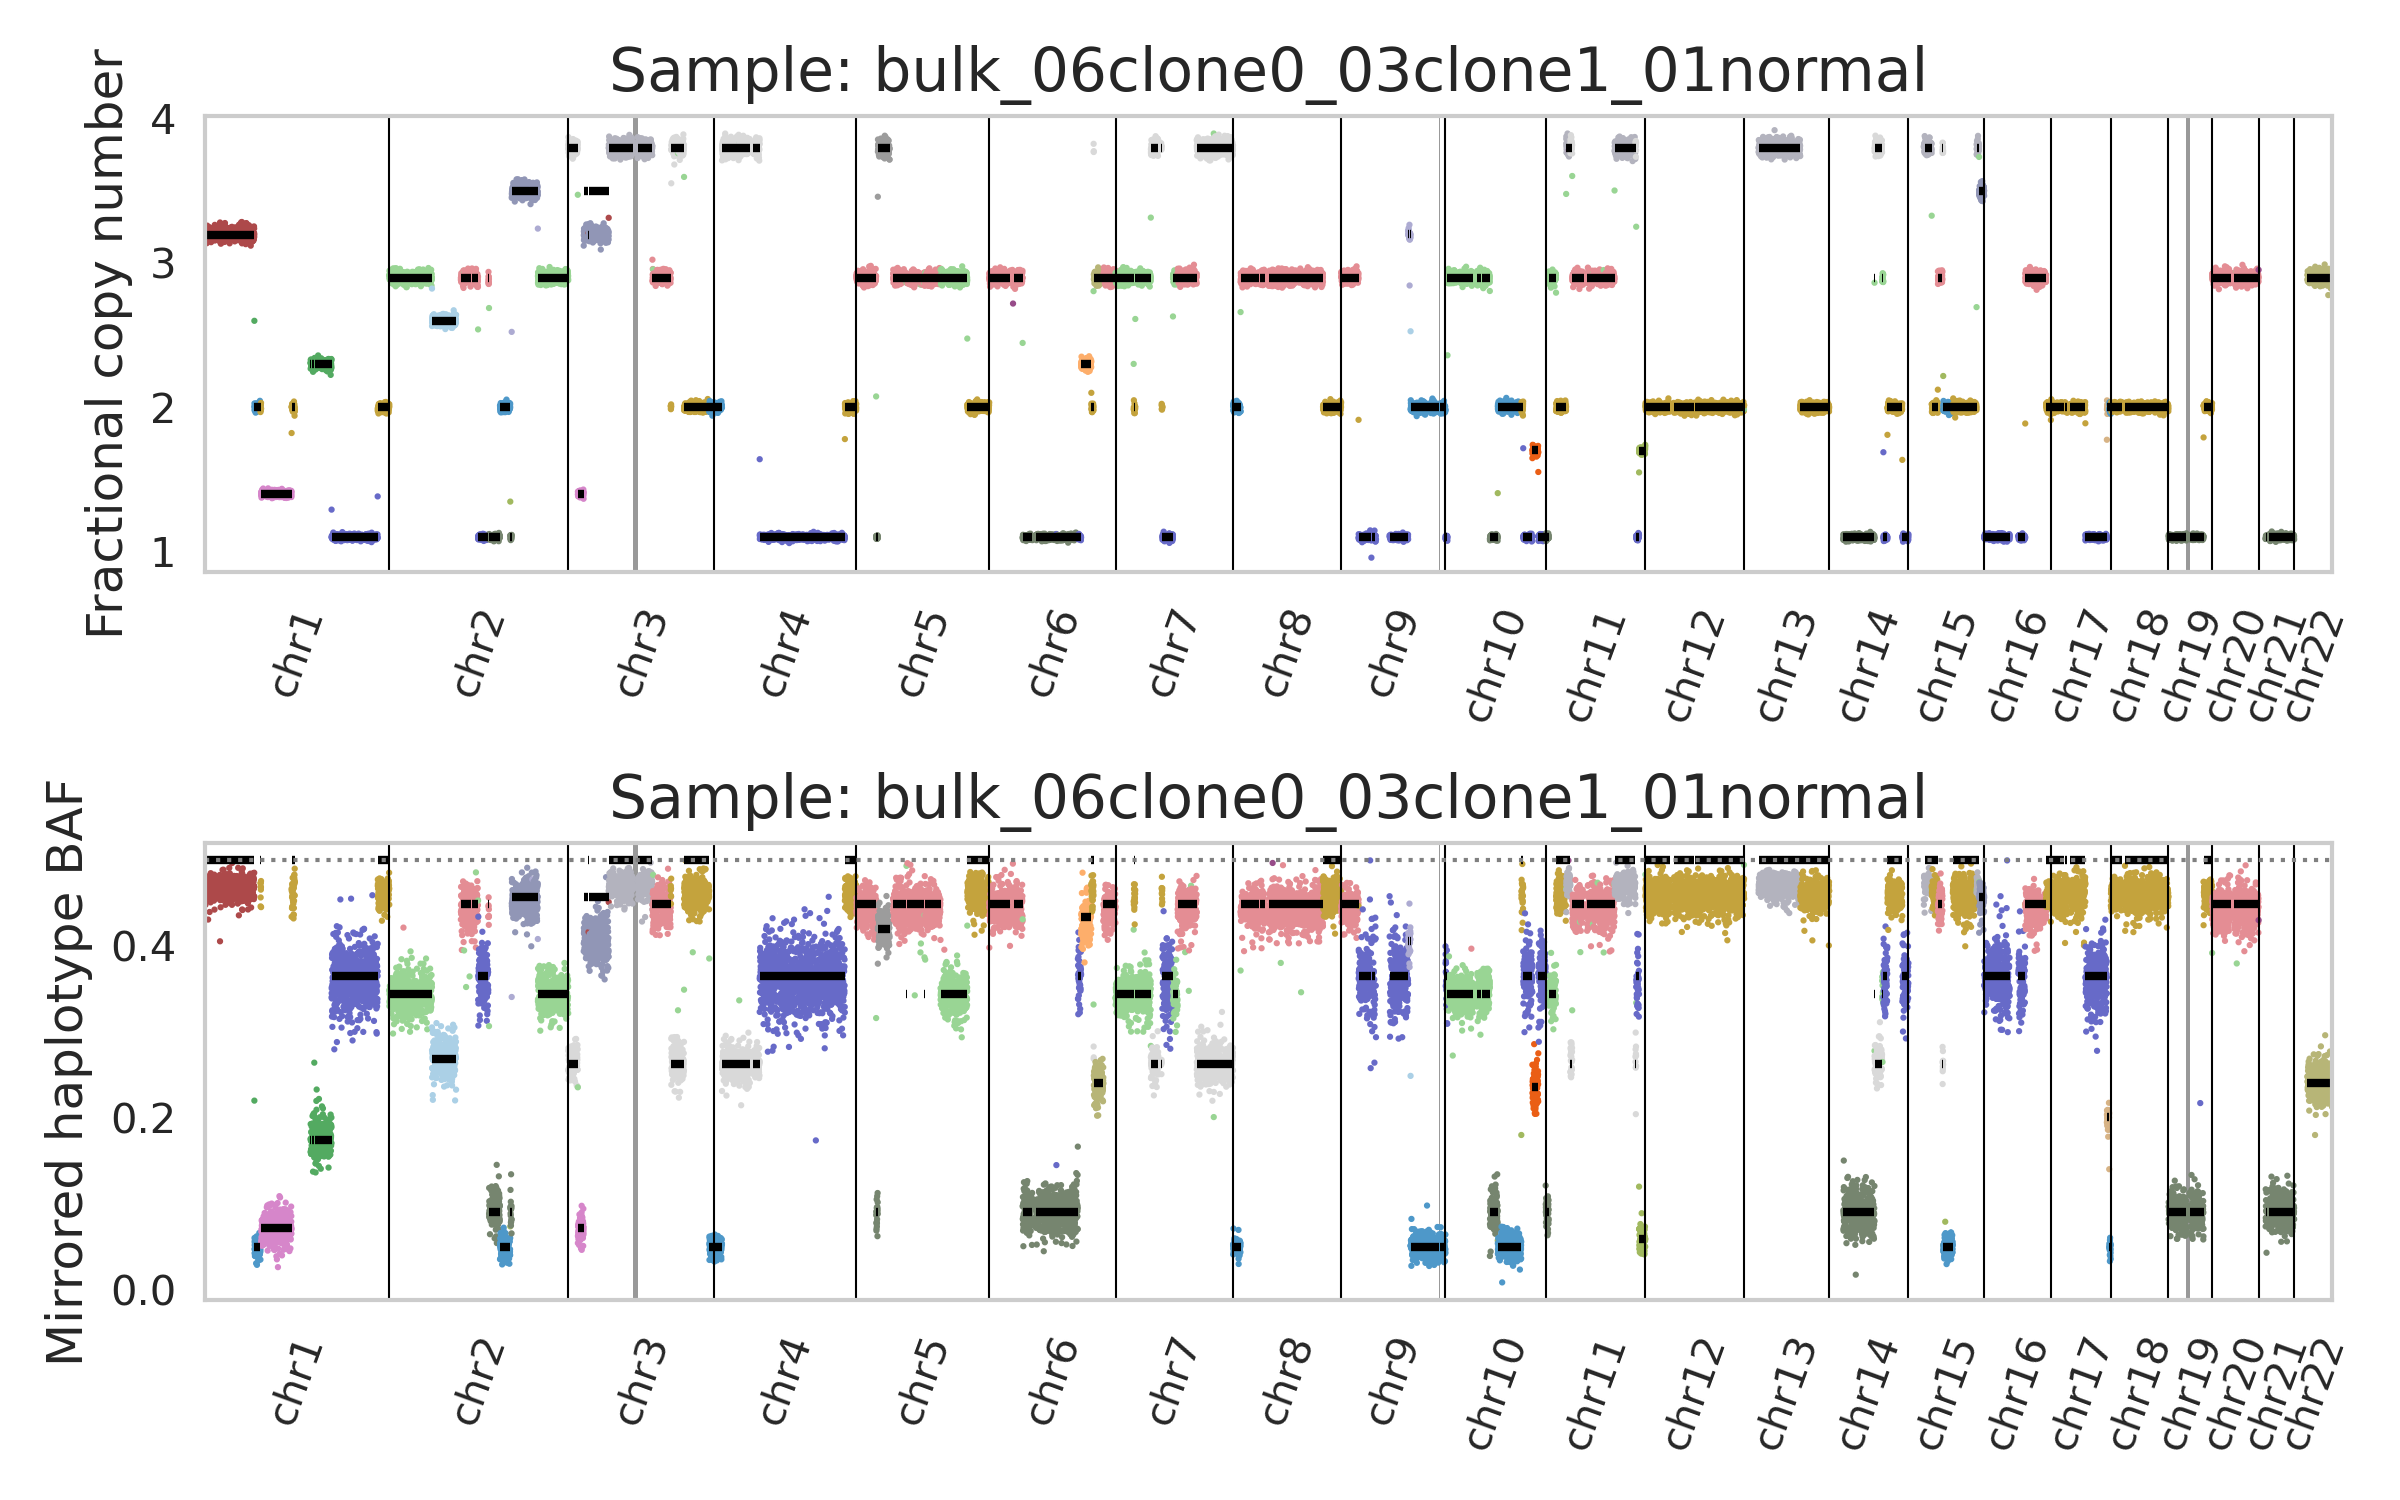 Sample: bulk_06clone0_03clone1_01normal
Fractional copy number
4
3
2
1
chr1 chr2 chr3 chr4 chr5 chr6 chr7 chr8 chr9 chr10 chr11 chr12 chr13 chr14 chr15 chr16 chr17 chr18 chr19 chr20 chr21 chr22
Sample: bulk_06clone0_03clone1_01normal
Mirrored haplotype BAF
0.4
0.2
0.0
chr1 chr2 chr3 chr4 chr5 chr6 chr7 chr8 chr9 chr10 chr11 chr12 chr13 chr14 chr15 chr16 chr17 chr18 chr19 chr20 chr21 chr22